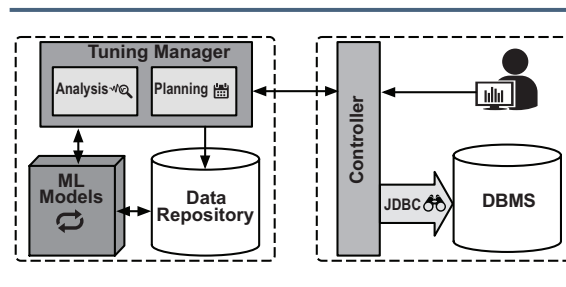 Tuning Manager
Analysis
Planning
ML
Models
Data
Repository
Controller
JDBC
DBMS